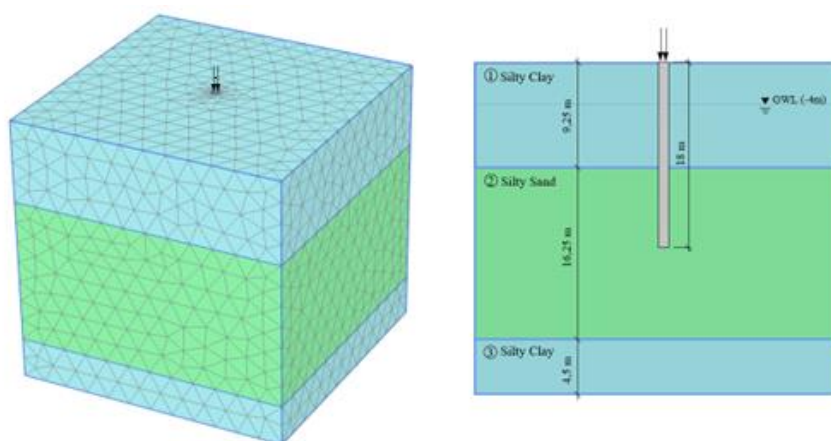 ① Silty Clay
GWL (-4m)
9,25 m
18 m
② Silty Sand
16,25 m
③ Silty Clay
4,5 m